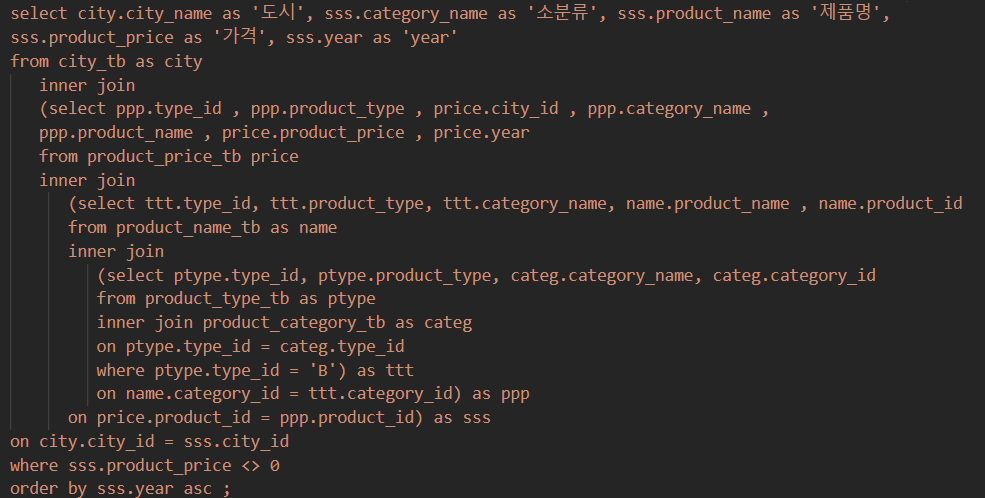 select city.city_name as '도시', sss.category_name as '소분류', sss.product_name as '제품명',
sss.product_price as '가격', sss.year as 'year'
from city_tb as city
inner join
(select ppp.type_id , ppp.product_type , price.city_id , ppp.category_name ,
ppp.product_name , price.product_price , price.year
from product_price_tb price
inner join
(select ttt.type_id, ttt.product_type, ttt.category_name, name.product_name , name.product_id
from product_name_tb as name
inner join
(select ptype.type_id, ptype.product_type, categ.category_name, categ.category_id
from product_type_tb as ptype
inner join product_category_tb as categ
on ptype.type_id = categ.type_id
where ptype.type_id = 'B') as ttt
on name.category_id = ttt.category_id) as ppp
on price.product_id = ppp.product_id) as sss
on city.city_id = sss.city_id
where sss.product_price <> 0
order by sss.year asc ;